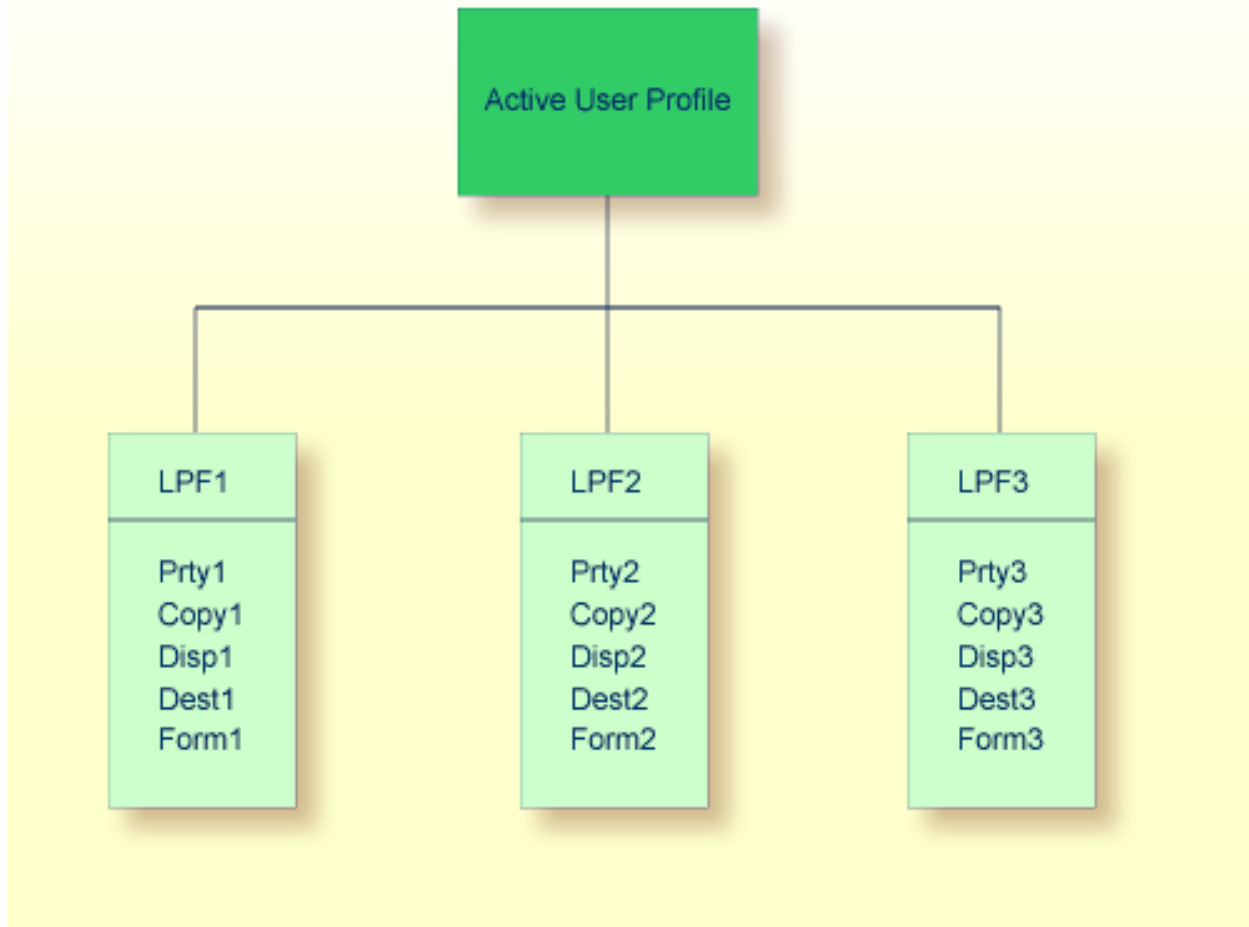 Active User Profile
LPF1
Prty1
Copy1
Disp1
Dest1
Form1
LPF2
Prty2
Copy2
Disp2
Dest2
Form2
LPF3
Prty3
Copy3
Disp3
Dest3
Form3